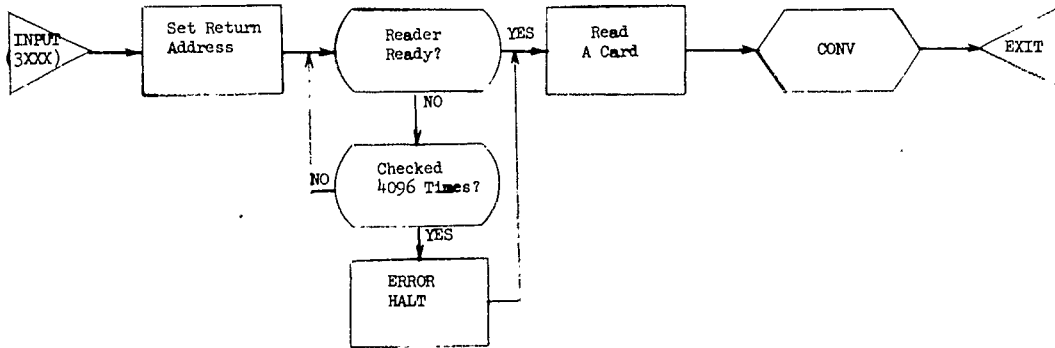 INPUT
(3XXX)
Set Return
Address
Reader
Ready?
YES
Read
A Card
CONV
EXIT
NO
Checked
4096 Times?
NO
YES
ERROR
HALT